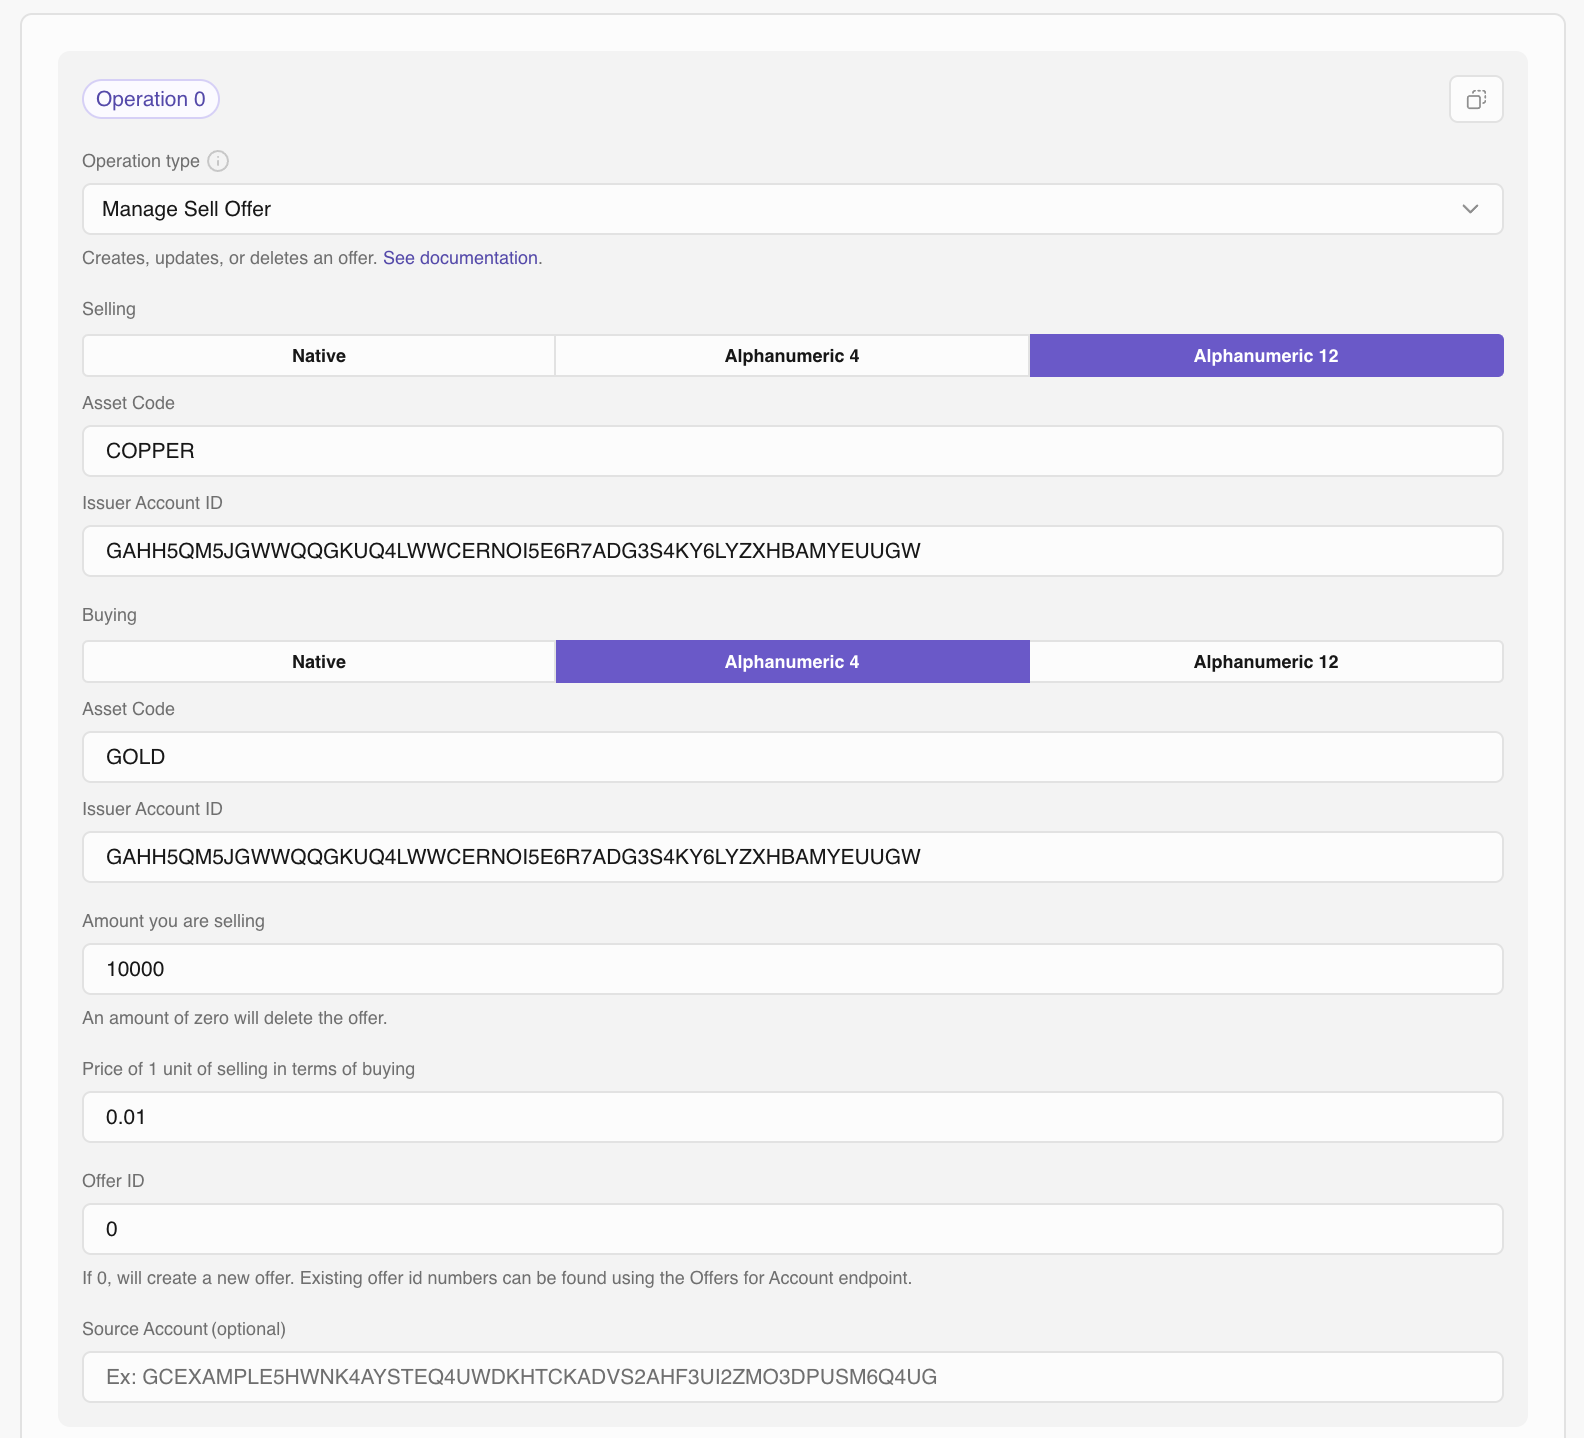 Operation 0
Operation type
Manage Sell Offer
Creates, updates, or deletes an offer. See documentation.
Selling
Native Alphanumeric 4 Alphanumeric 12
Asset Code
COPPER
Issuer Account ID
GAHH5QM5JGWWQQGKUQ4LWWCERNOI5E6R7ADG3S4KY6LYZXHBAMYEUUGW
Buying
Native Alphanumeric 4 Alphanumeric 12
Asset Code
GOLD
Issuer Account ID
GAHH5QM5JGWWQQGKUQ4LWWCERNOI5E6R7ADG3S4KY6LYZXHBAMYEUUGW
Amount you are selling
10000
An amount of zero will delete the offer.
Price of 1 unit of selling in terms of buying
0.01
Offer ID
0
If 0, will create a new offer. Existing offer id numbers can be found using the Offers for Account endpoint.
Source Account (optional)
Ex: GCEXAMPLE5HWNK4AYSTEQ4UWDKHTCKADVS2AHF3UI2ZMO3DPUSM6Q4UG